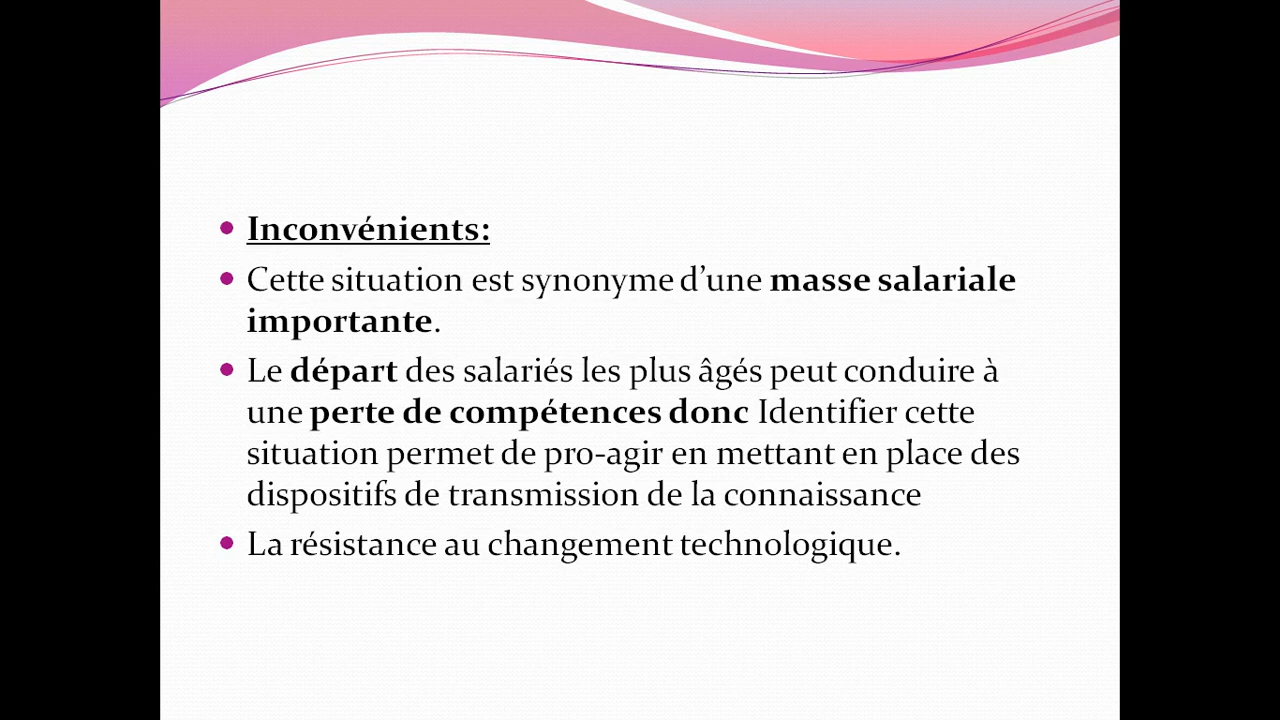 Inconvénients:
Cette situation est synonyme d’une masse salariale
importante.
Le départ des salariés les plus âgés peut conduire à
une perte de compétences donc Identifier cette
situation permet de pro-agir en mettant en place des
dispositifs de transmission de la connaissance
La résistance au changement technologique.